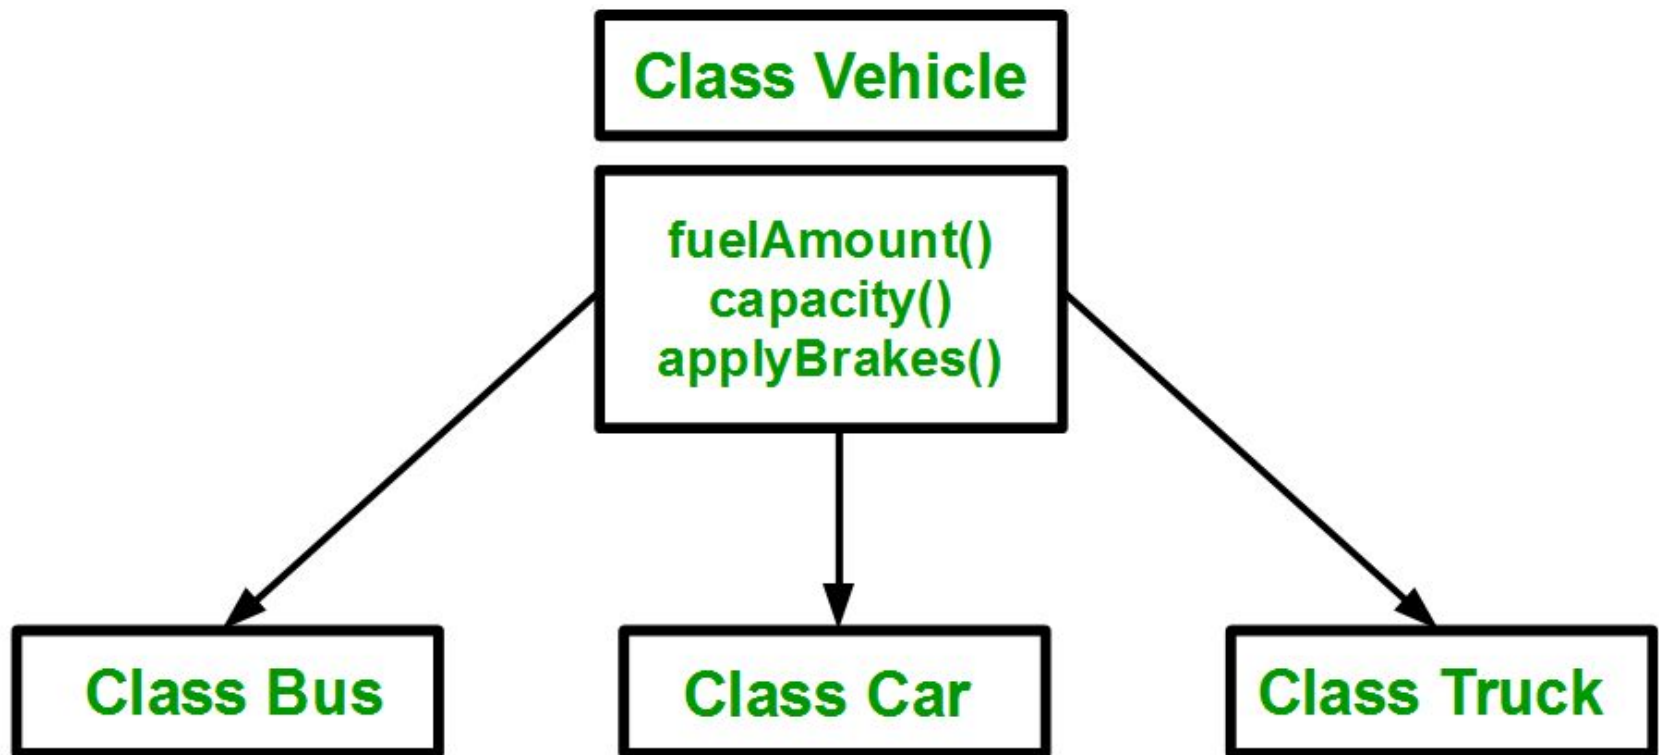 Class Vehicle
fuelAmount()
capacity()
applyBrakes()
Class Bus
Class Car
Class Truck